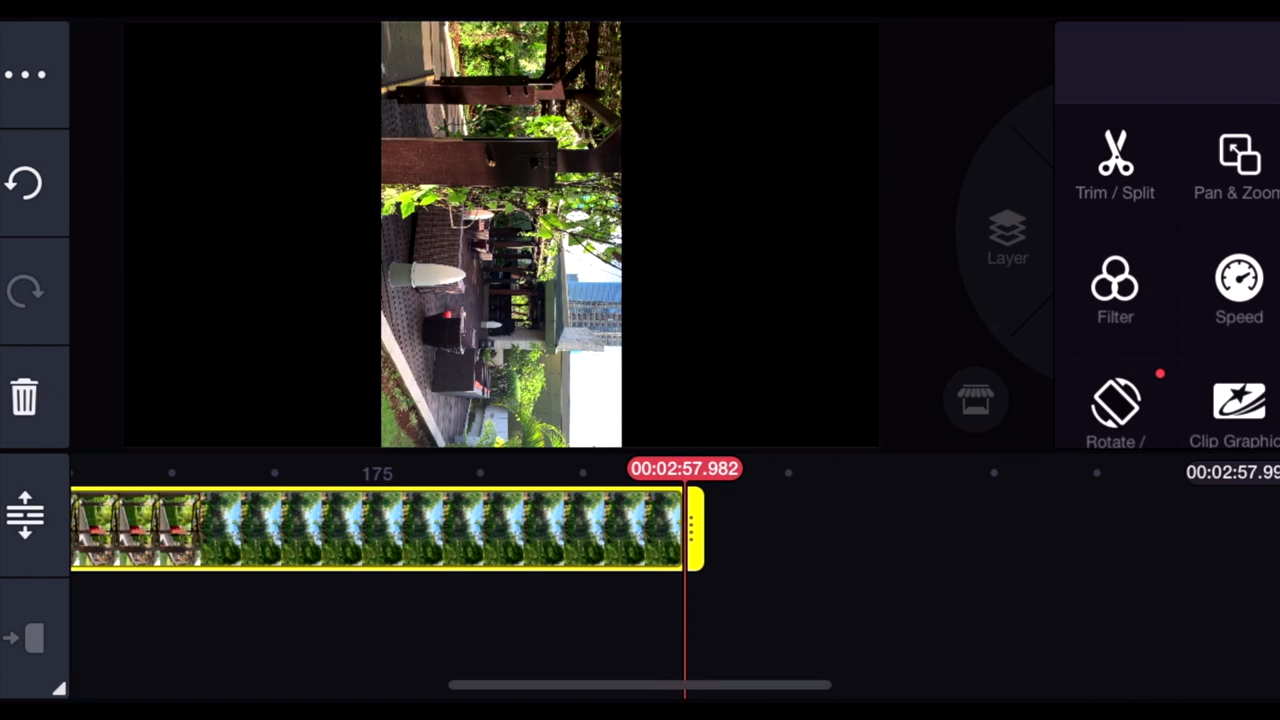 Layer
Trim / Split
Pan & Zoom
Filter
Speed
Rotate /
Clip Graphic
175
00:02:57.982
00:02:57.99